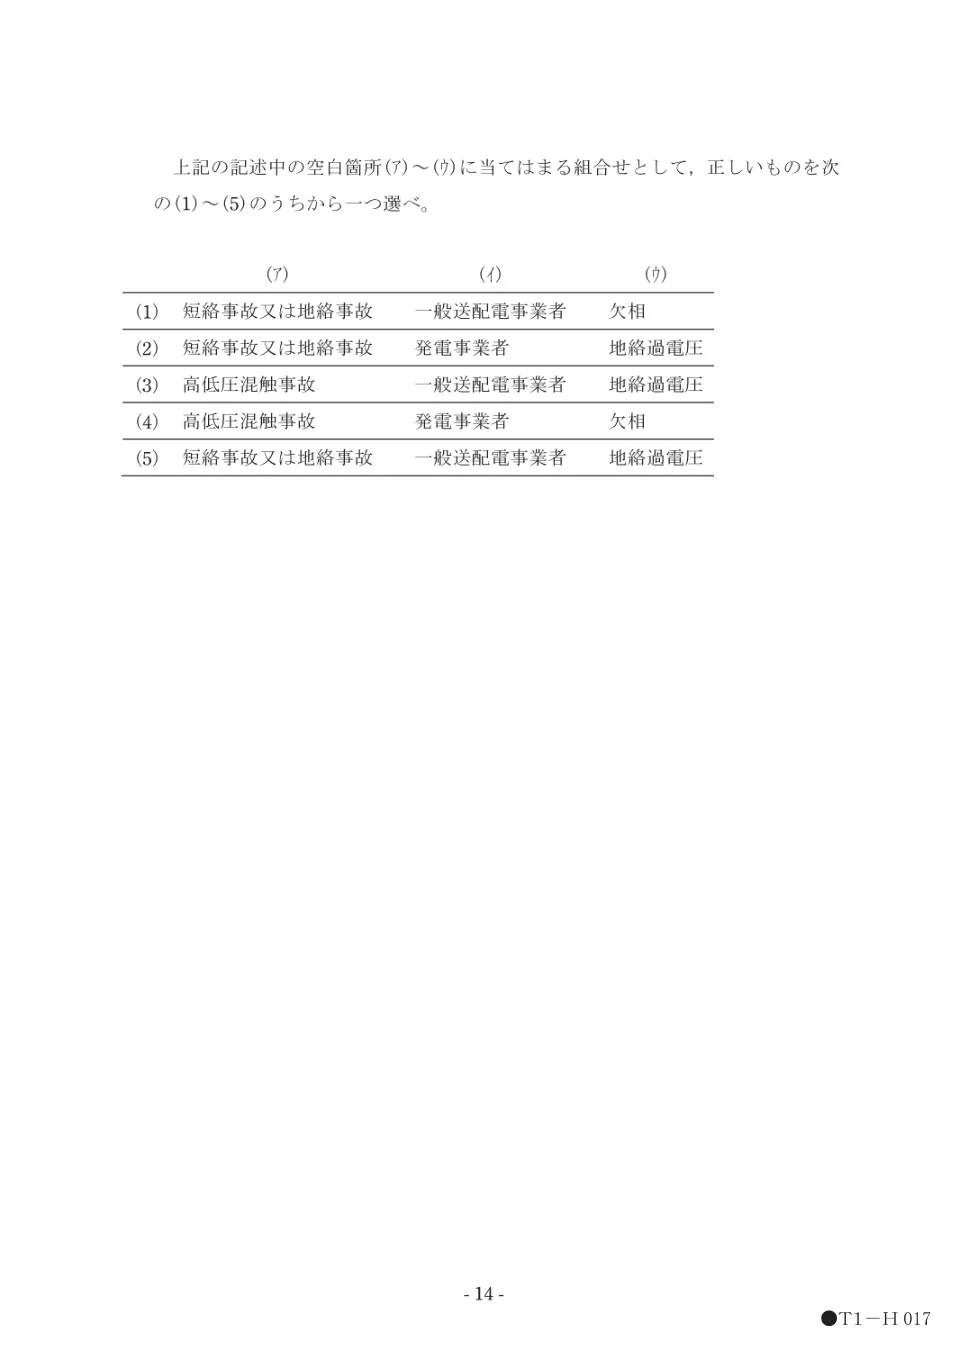 上記の記述中の空白箇所(ｱ)～(ｳ)に当てはまる組合せとして，正しいものを次
の(1)～(5)のうちから一つ選べ。
(ｱ) (ｲ) (ｳ)
(1) 短絡事故又は地絡事故 一般送配電事業者 欠相
(2) 短絡事故又は地絡事故 発電事業者 地絡過電圧
(3) 高低圧混触事故 一般送配電事業者 地絡過電圧
(4) 高低圧混触事故 発電事業者 欠相
(5) 短絡事故又は地絡事故 一般送配電事業者 地絡過電圧
- 14 -
●T1－H 017